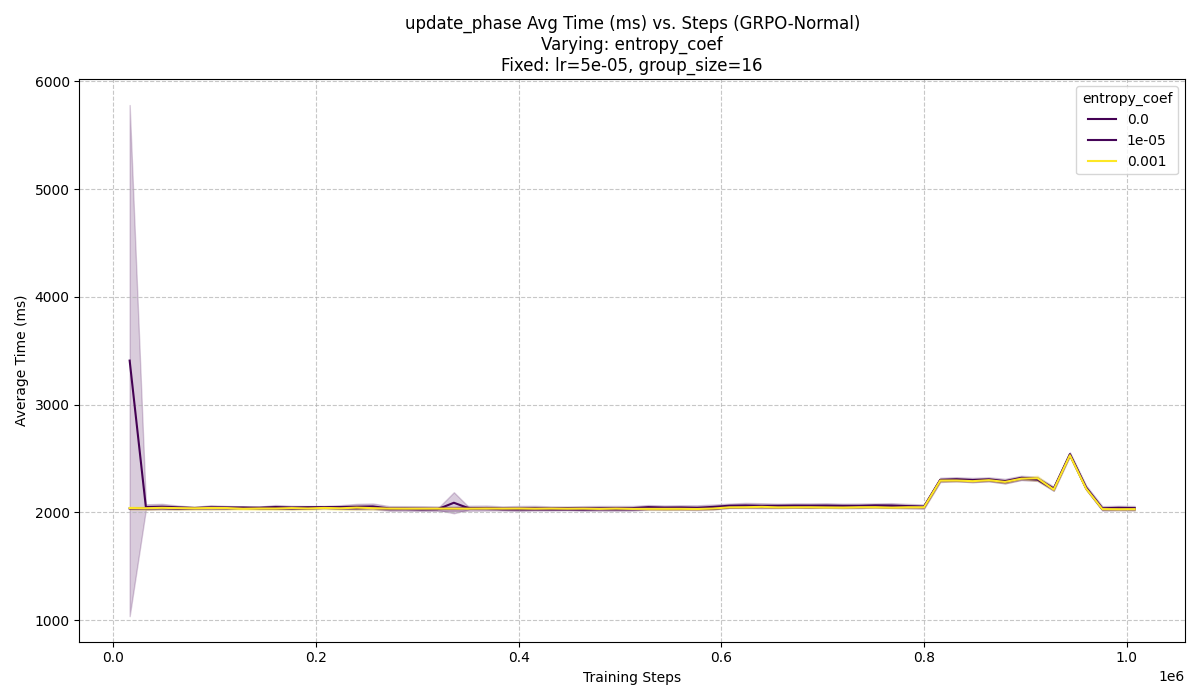 update_phase Avg Time (ms) vs. Steps (GRPO-Normal)
Varying: entropy_coef
Fixed: lr=5e-05, group_size=16
entropy_coef
0.0
1e-05
0.001
Average Time (ms)
6000
5000
4000
3000
2000
1000
0.0
0.2
0.4
0.6
0.8
1.0
1e6
Training Steps